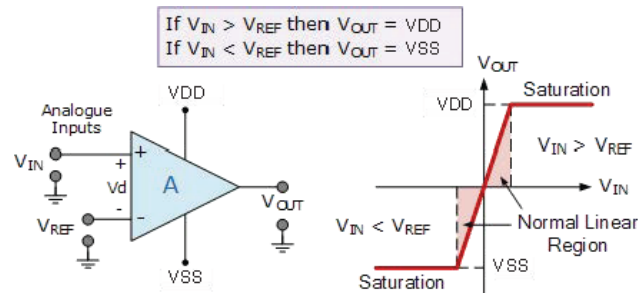 If VIN > VREF then VOUT = VDD
If VIN < VREF then VOUT = VSS
Analogue
Inputs
VDD
VIN
+
+
-
Vd
A
-
-
VREF
VOUT
VSS
VOUT
Saturation
VDD
VIN > VREF
VIN
VIN < VREF
Normal Linear
Region
VSS
Saturation